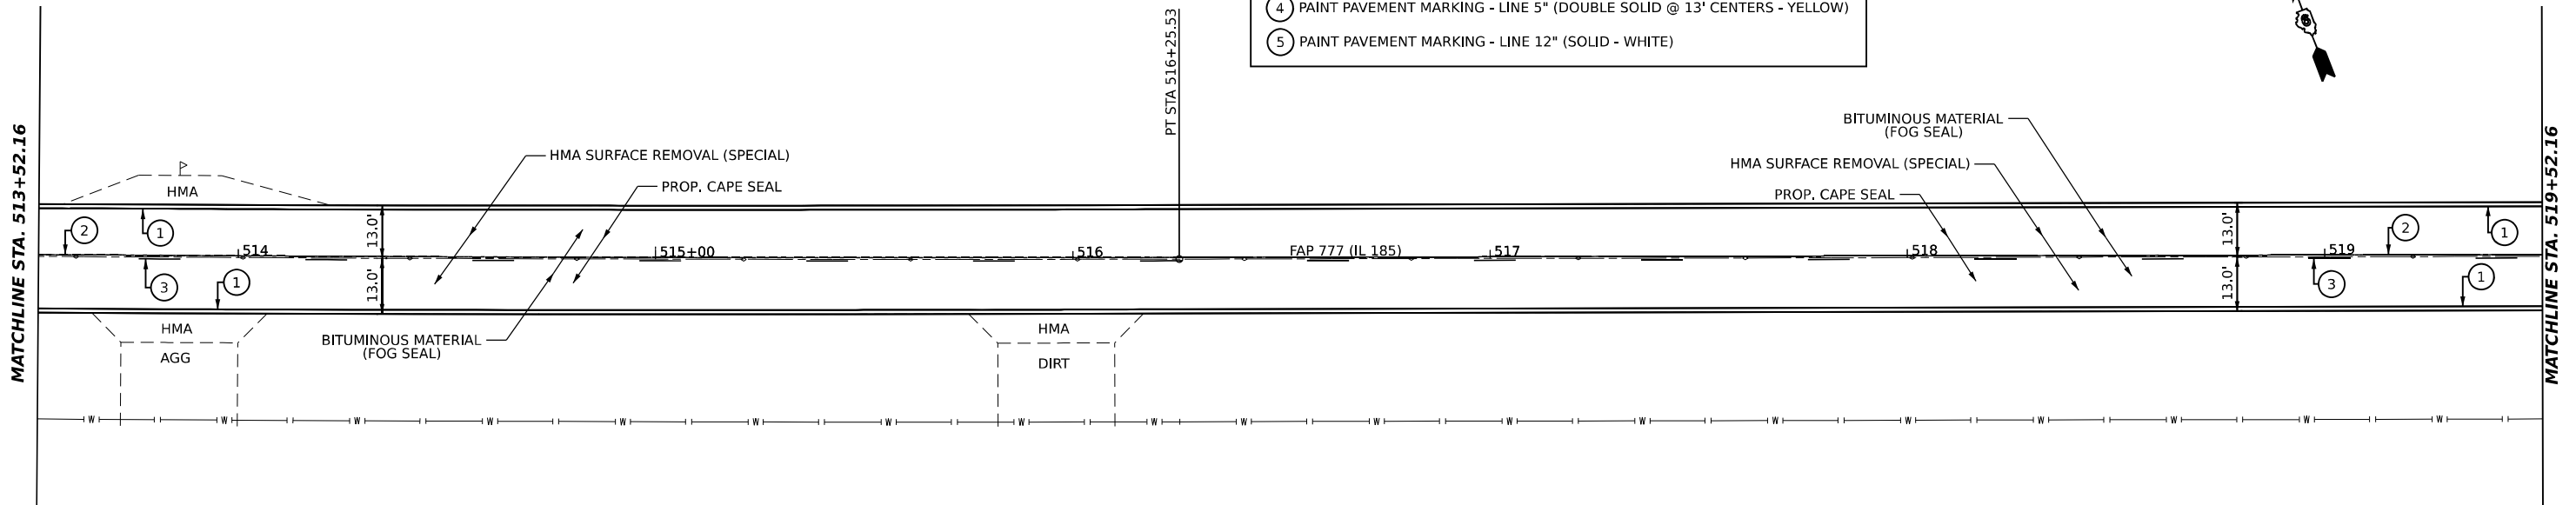 4 PAINT PAVEMENT MARKING - LINE 5" (DOUBLE SOLID @ 13' CENTERS - YELLOW)
5 PAINT PAVEMENT MARKING - LINE 12" (SOLID - WHITE)
PT STA 516+25.53
MATCHLINE STA. 513+52.16
MATCHLINE STA. 519+52.16
HMA SURFACE REMOVAL (SPECIAL)
PROP. CAPE SEAL
BITUMINOUS MATERIAL
(FOG SEAL)
HMA SURFACE REMOVAL (SPECIAL)
PROP. CAPE SEAL
P
HMA
2
1
13.0'
13.0'
2
1
514
515+00
516
FAP 777 (IL 185)
517
518
519
3
1
13.0'
13.0'
3
1
HMA
AGG
BITUMINOUS MATERIAL
(FOG SEAL)
HMA
DIRT
W W W W W W W W W W W W W W W W W W